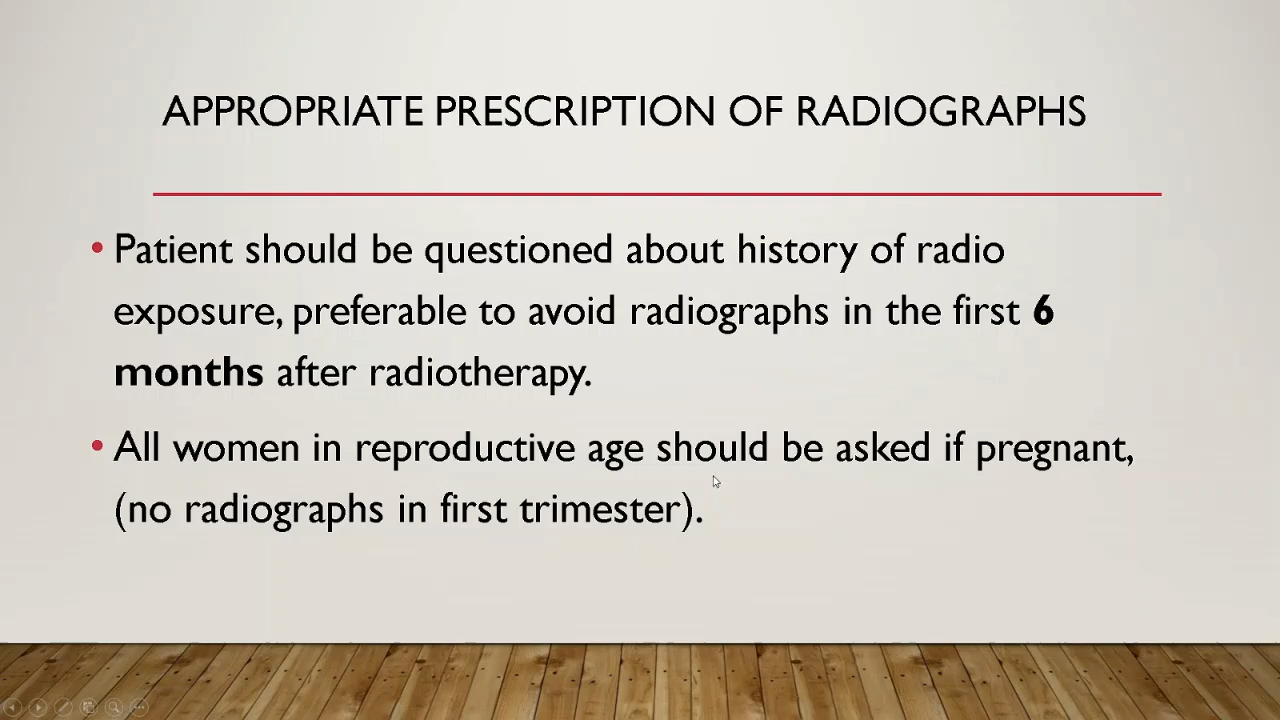 APPROPRIATE PRESCRIPTION OF RADIOGRAPHS
• Patient should be questioned about history of radio
exposure, preferable to avoid radiographs in the first 6
months after radiotherapy.
• All women in reproductive age should be asked if pregnant,
(no radiographs in first trimester).